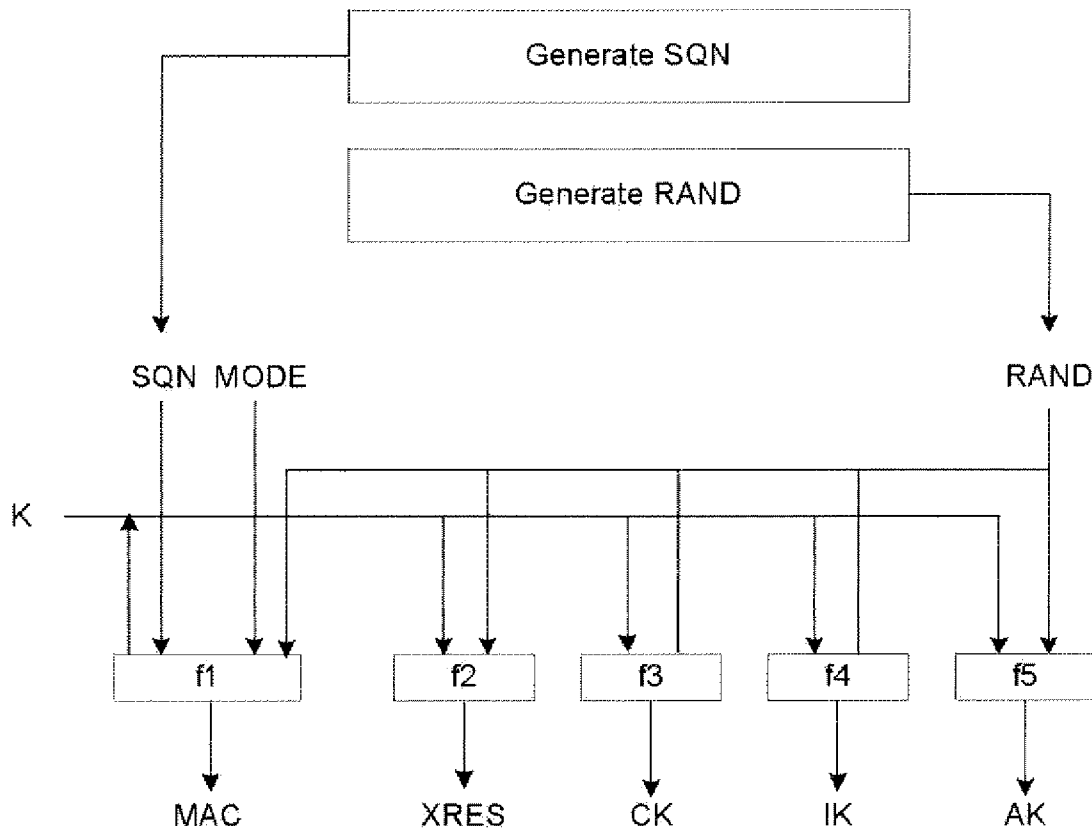 Generate SQN
Generate RAND
SQN MODE
RAND
K
f1
f2
f3
f4
f5
MAC
XRES
CK
IK
AK